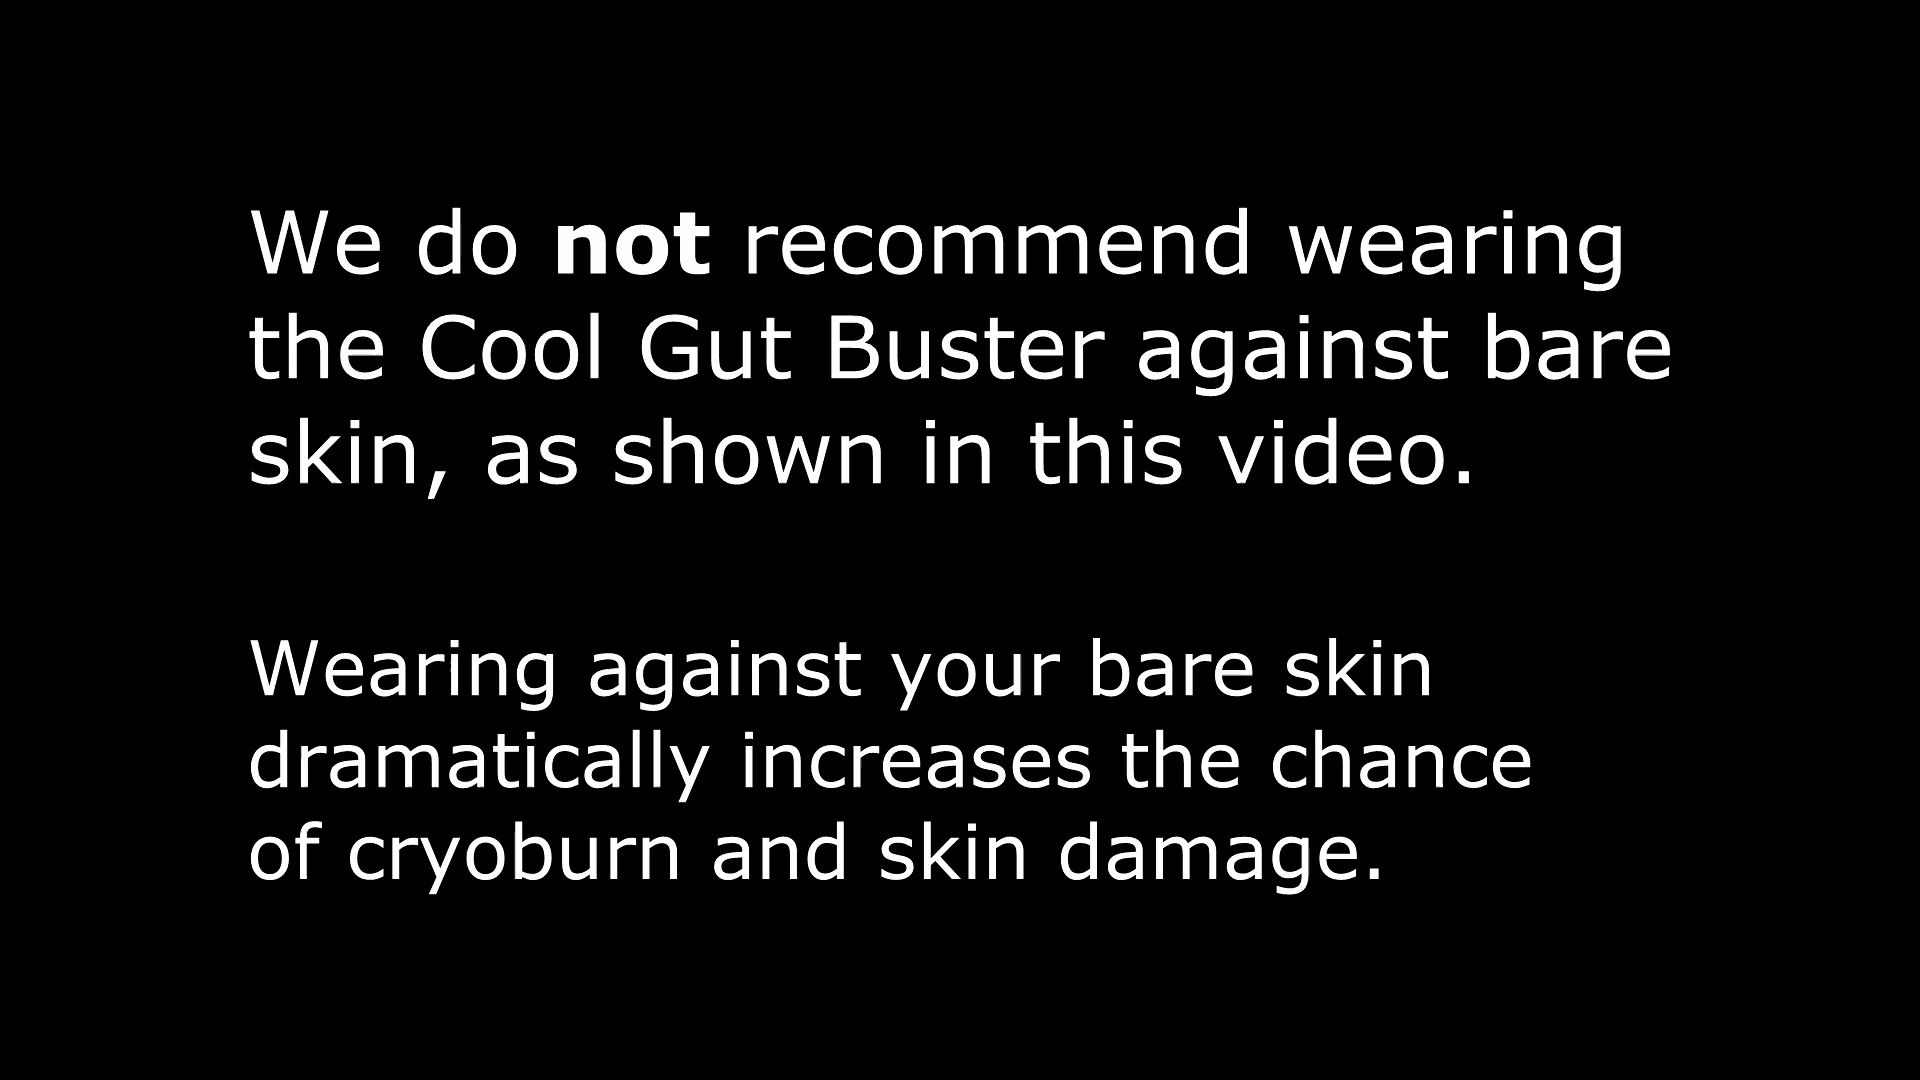 We do not recommend wearing
the Cool Gut Buster against bare
skin, as shown in this video.
Wearing against your bare skin
dramatically increases the chance
of cryoburn and skin damage.